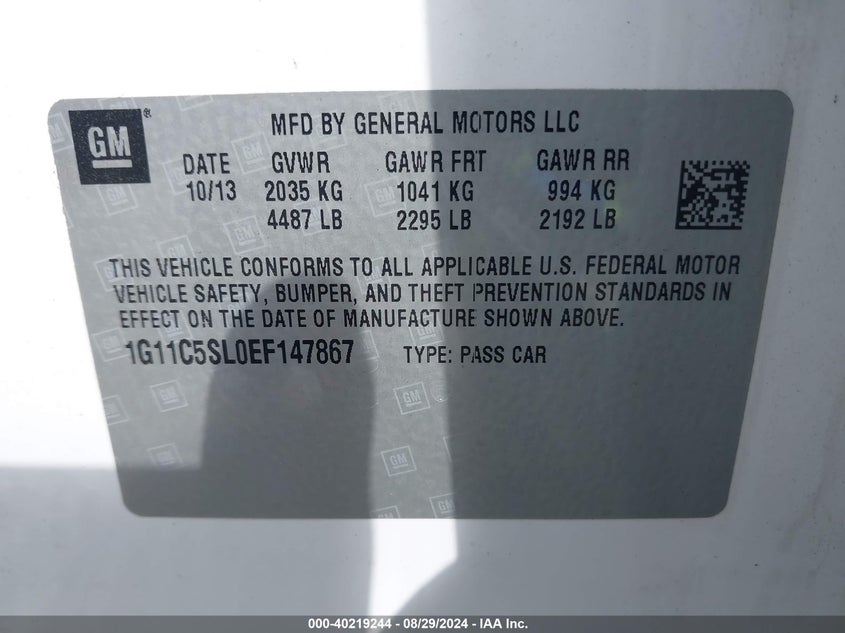 GM ®
MFD BY GENERAL MOTORS LLC
DATE GVWR GAWR FRT GAWR RR
10/13 2035 KG 1041 KG 994 KG
4487 LB 2295 LB 2192 LB
THIS VEHICLE CONFORMS TO ALL APPLICABLE U.S. FEDERAL MOTOR
VEHICLE SAFETY, BUMPER, AND THEFT PREVENTION STANDARDS IN
EFFECT ON THE DATE OF MANUFACTURE SHOWN ABOVE.
1G11C5SL0EF147867 TYPE: PASS CAR
GM
GM
GM
000-40219244 - 08/29/2024 - IAA Inc.